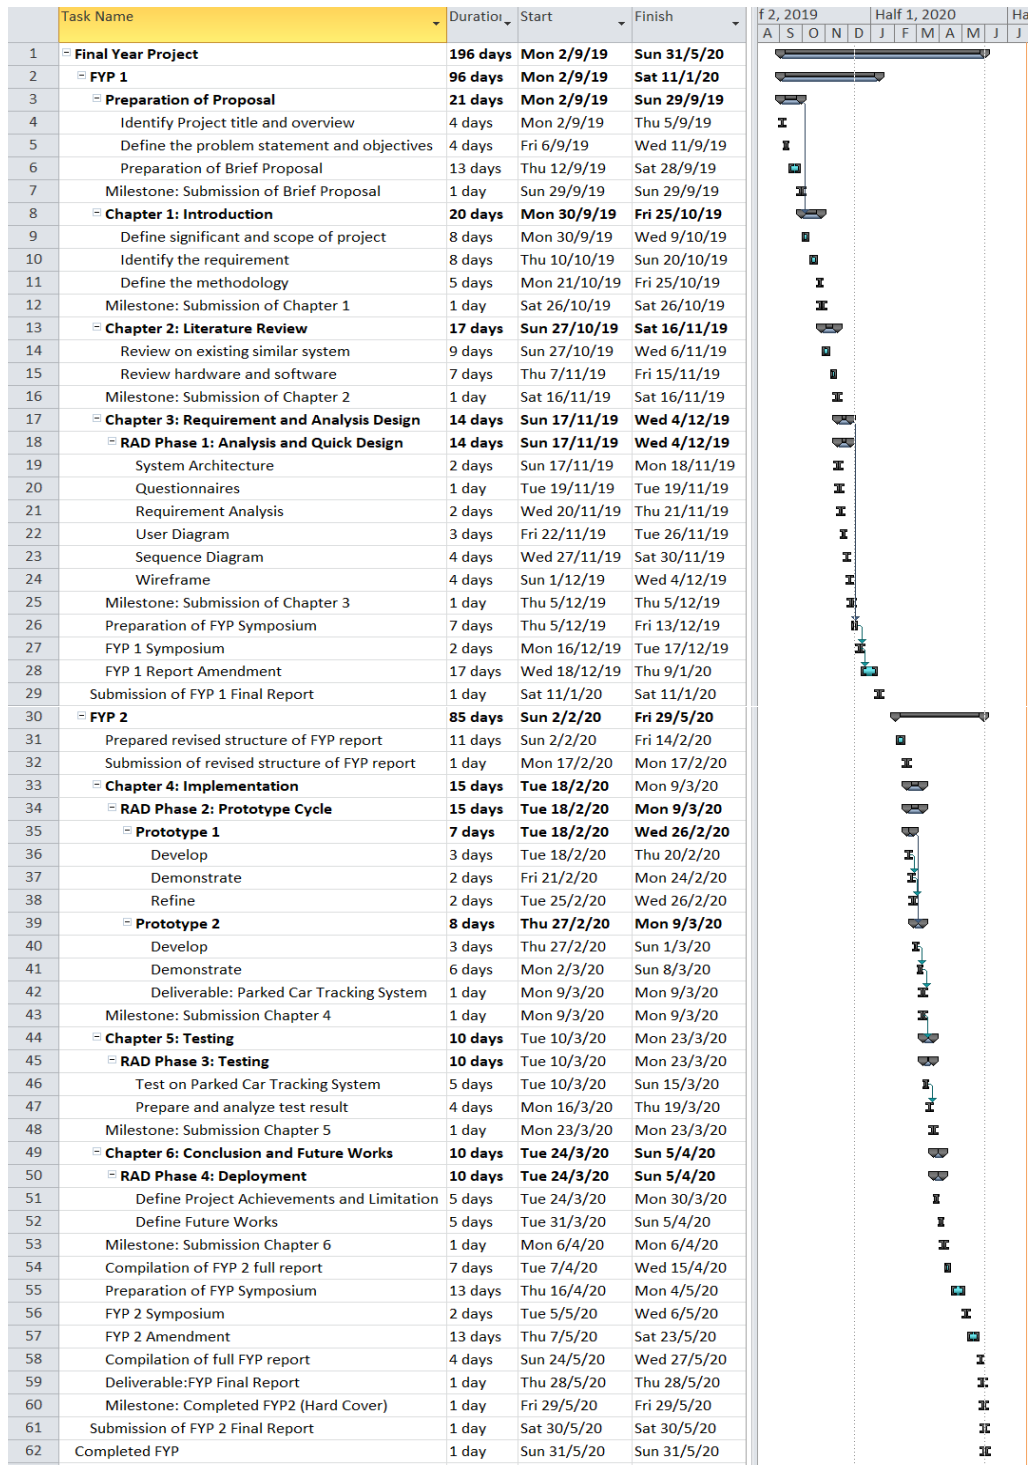 Task Name Duration Start Finish f 2, 2019 Half 1, 2020 Ha
A S O N D J F M A M J J
1 Final Year Project 196 days Mon 2/9/19 Sun 31/5/20
2 FYP 1 96 days Mon 2/9/19 Sat 11/1/20
3 Preparation of Proposal 21 days Mon 2/9/19 Sun 29/9/19
4 Identify Project title and overview 4 days Mon 2/9/19 Thu 5/9/19
5 Define the problem statement and objectives 4 days Fri 6/9/19 Wed 11/9/19
6 Preparation of Brief Proposal 13 days Thu 12/9/19 Sat 28/9/19
7 Milestone: Submission of Brief Proposal 1 day Sun 29/9/19 Sun 29/9/19
8 Chapter 1: Introduction 20 days Mon 30/9/19 Fri 25/10/19
9 Define significant and scope of project 8 days Mon 30/9/19 Wed 9/10/19
10 Identify the requirement 8 days Thu 10/10/19 Sun 20/10/19
11 Define the methodology 5 days Mon 21/10/19 Fri 25/10/19
12 Milestone: Submission of Chapter 1 1 day Sat 26/10/19 Sat 26/10/19
13 Chapter 2: Literature Review 17 days Sun 27/10/19 Sat 16/11/19
14 Review on existing similar system 9 days Sun 27/10/19 Wed 6/11/19
15 Review hardware and software 7 days Thu 7/11/19 Fri 15/11/19
16 Milestone: Submission of Chapter 2 1 day Sat 16/11/19 Sat 16/11/19
17 Chapter 3: Requirement and Analysis Design 14 days Sun 17/11/19 Wed 4/12/19
18 RAD Phase 1: Analysis and Quick Design 14 days Sun 17/11/19 Wed 4/12/19
19 System Architecture 2 days Sun 17/11/19 Mon 18/11/19
20 Questionnaires 1 day Tue 19/11/19 Tue 19/11/19
21 Requirement Analysis 2 days Wed 20/11/19 Thu 21/11/19
22 User Diagram 3 days Fri 22/11/19 Tue 26/11/19
23 Sequence Diagram 4 days Wed 27/11/19 Sat 30/11/19
24 Wireframe 4 days Sun 1/12/19 Wed 4/12/19
25 Milestone: Submission of Chapter 3 1 day Thu 5/12/19 Thu 5/12/19
26 Preparation of FYP Symposium 7 days Thu 5/12/19 Fri 13/12/19
27 FYP 1 Symposium 2 days Mon 16/12/19 Tue 17/12/19
28 FYP 1 Report Amendment 17 days Wed 18/12/19 Thu 9/1/20
29 Submission of FYP 1 Final Report 1 day Sat 11/1/20 Sat 11/1/20
30 FYP 2 85 days Sun 2/2/20 Fri 29/5/20
31 Prepared revised structure of FYP report 11 days Sun 2/2/20 Fri 14/2/20
32 Submission of revised structure of FYP report 1 day Mon 17/2/20 Mon 17/2/20
33 Chapter 4: Implementation 15 days Tue 18/2/20 Mon 9/3/20
34 RAD Phase 2: Prototype Cycle 15 days Tue 18/2/20 Mon 9/3/20
35 Prototype 1 7 days Tue 18/2/20 Wed 26/2/20
36 Develop 3 days Tue 18/2/20 Thu 20/2/20
37 Demonstrate 2 days Fri 21/2/20 Mon 24/2/20
38 Refine 2 days Tue 25/2/20 Wed 26/2/20
39 Prototype 2 8 days Thu 27/2/20 Mon 9/3/20
40 Develop 3 days Thu 27/2/20 Sun 1/3/20
41 Demonstrate 6 days Mon 2/3/20 Sun 8/3/20
42 Deliverable: Parked Car Tracking System 1 day Mon 9/3/20 Mon 9/3/20
43 Milestone: Submission Chapter 4 1 day Mon 9/3/20 Mon 9/3/20
44 Chapter 5: Testing 10 days Tue 10/3/20 Mon 23/3/20
45 RAD Phase 3: Testing 10 days Tue 10/3/20 Mon 23/3/20
46 Test on Parked Car Tracking System 5 days Tue 10/3/20 Sun 15/3/20
47 Prepare and analyze test result 4 days Mon 16/3/20 Thu 19/3/20
48 Milestone: Submission Chapter 5 1 day Mon 23/3/20 Mon 23/3/20
49 Chapter 6: Conclusion and Future Works 10 days Tue 24/3/20 Sun 5/4/20
50 RAD Phase 4: Deployment 10 days Tue 24/3/20 Sun 5/4/20
51 Define Project Achievements and Limitation 5 days Tue 24/3/20 Mon 30/3/20
52 Define Future Works 5 days Tue 31/3/20 Sun 5/4/20
53 Milestone: Submission Chapter 6 1 day Mon 6/4/20 Mon 6/4/20
54 Compilation of FYP 2 full report 7 days Tue 7/4/20 Wed 15/4/20
55 Preparation of FYP Symposium 13 days Thu 16/4/20 Mon 4/5/20
56 FYP 2 Symposium 2 days Tue 5/5/20 Wed 6/5/20
57 FYP 2 Amendment 13 days Thu 7/5/20 Sat 23/5/20
58 Compilation of full FYP report 4 days Sun 24/5/20 Wed 27/5/20
59 Deliverable:FYP Final Report 1 day Thu 28/5/20 Thu 28/5/20
60 Milestone: Completed FYP2 (Hard Cover) 1 day Fri 29/5/20 Fri 29/5/20
61 Submission of FYP 2 Final Report 1 day Sat 30/5/20 Sat 30/5/20
62 Completed FYP 1 day Sun 31/5/20 Sun 31/5/20